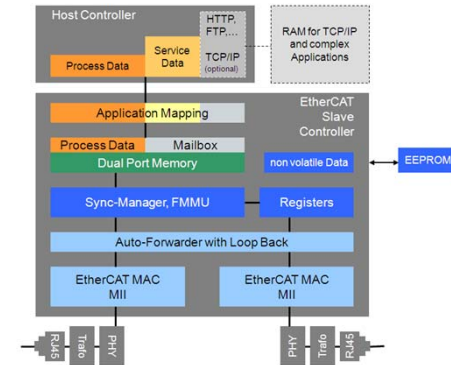 Host Controller
HTTP,
FTP,...
TCP/IP
(optional)
Service
Data
Process Data
RAM for TCP/IP
and complex
Applications
EtherCAT
Slave
Controller
Application Mapping
Process Data
Mailbox
Dual Port Memory
non volatile Data
EEPROM
Sync-Manager, FMMU
Registers
Auto-Forwarder with Loop Back
EtherCAT MAC
MII
EtherCAT MAC
MII
RJ45
Trafo
PHY
PHY
Trafo
RJ45